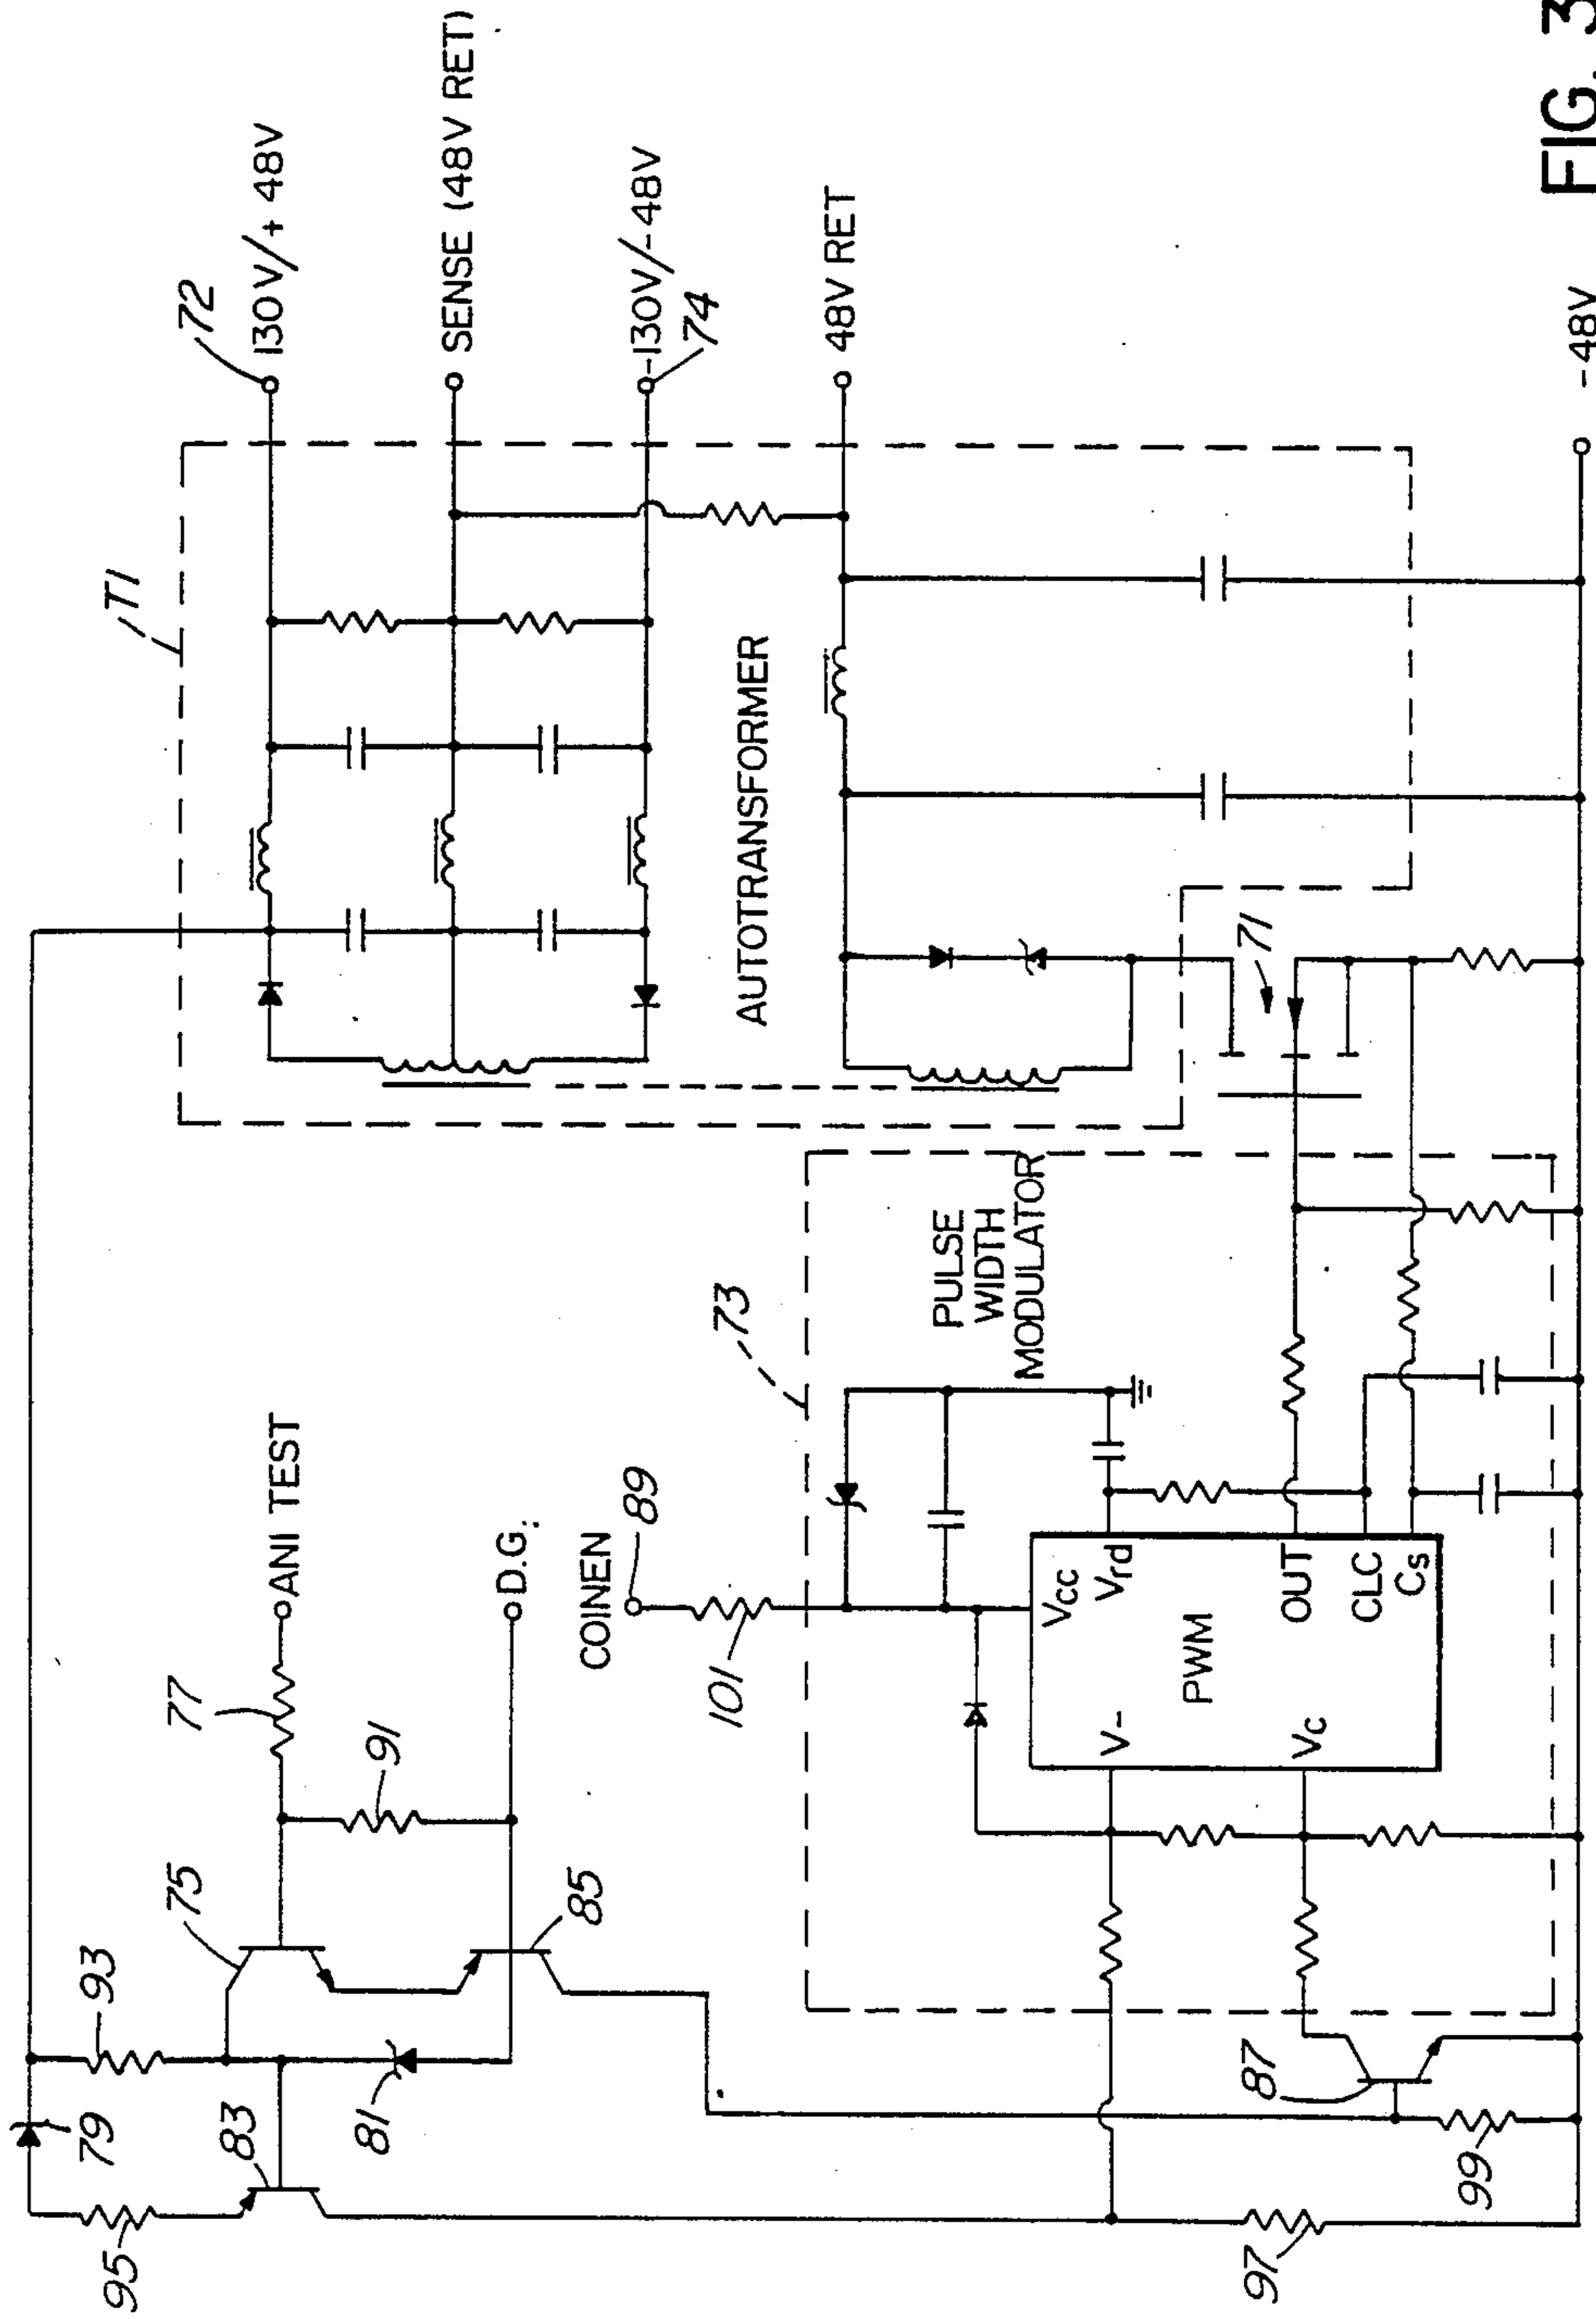 T1
72
130V/+ 48V
SENSE (48V RET)
-130V/-48V
74
AUTOTRANSFORMER
48V RET
71
-48V
FIG. 3
ANI TEST
77
D.G.
91
75
85
93
79
83
81
95
COINEN
89
101
73
PULSE
WIDTH
MODULATOR
Vcc
Vrd
V-
PWM
OUT
Vc
CLC
Cs
87
97
99